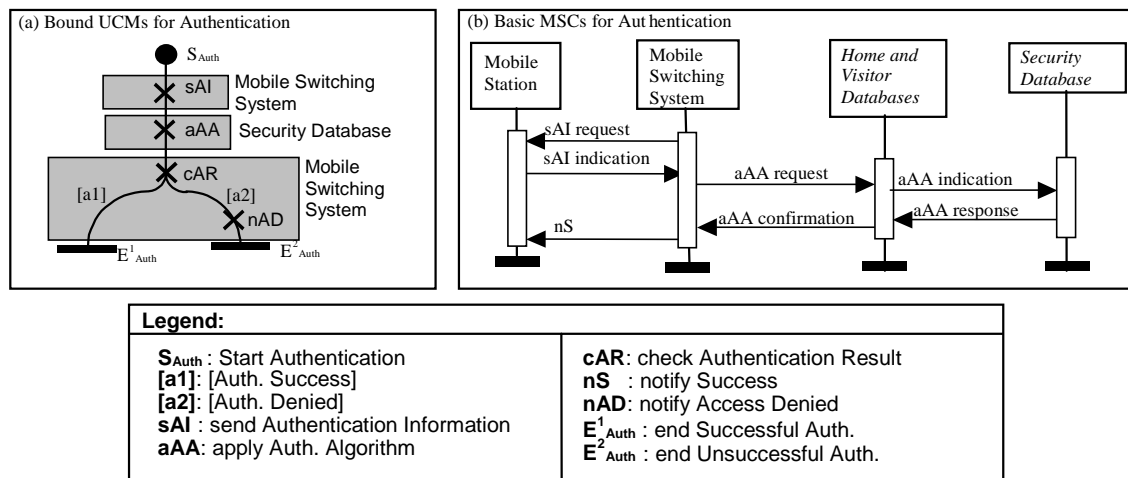 (a) Bound UCMs for Authentication
S Auth
sAI
Mobile Switching
System
aAA
Security Database
cAR
Mobile
Switching
System
[a1]
[a2]
nAD
E¹Auth
E²Auth
(b) Basic MSCs for Authentication
Mobile
Station
Mobile
Switching
System
Home and
Visitor
Databases
Security
Database
sAI request
sAI indication
aAA request
aAA indication
aAA response
aAA confirmation
nS
Legend:
SAuth : Start Authentication
[a1]: [Auth. Success]
[a2]: [Auth. Denied]
sAI : send Authentication Information
aAA: apply Auth. Algorithm
cAR: check Authentication Result
nS : notify Success
nAD: notify Access Denied
E¹Auth : end Successful Auth.
E²Auth : end Unsuccessful Auth.